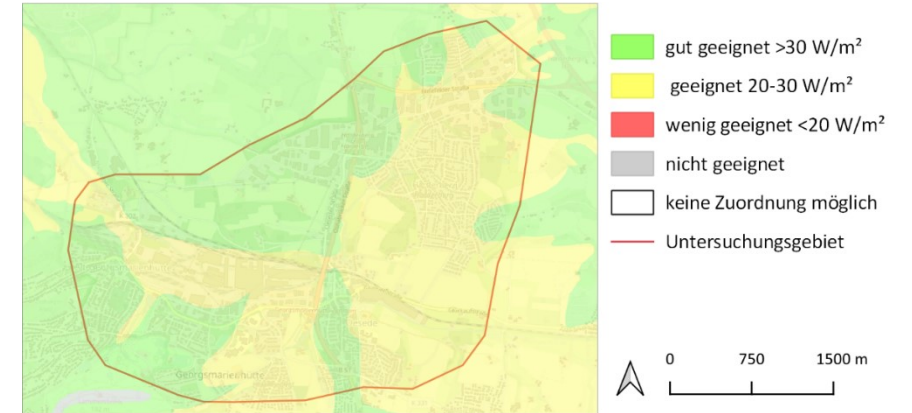 gut geeignet >30 W/m²
geeignet 20-30 W/m²
wenig geeignet <20 W/m²
nicht geeignet
keine Zuordnung möglich
Untersuchungsgebiet
Georgsmarienhütte
0 750 1500 m